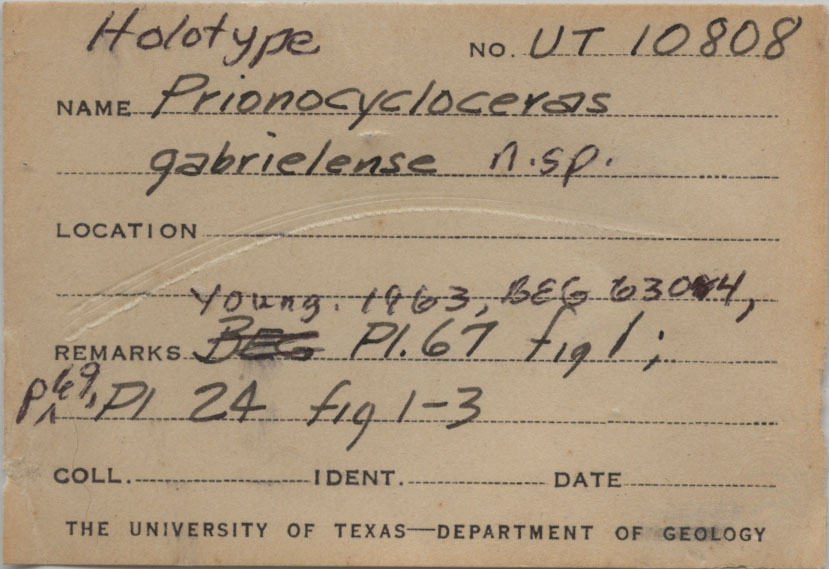 Holotype NO. UT 10808
NAME Prionocycloceras
gabrielense n.sp.
LOCATION
Young. 1963, BEG 6304,
REMARKS BEG Pl. 67 fig 1;
P 69, Pl 24 fig 1-3
COLL. IDENT. DATE
THE UNIVERSITY OF TEXAS—DEPARTMENT OF GEOLOGY